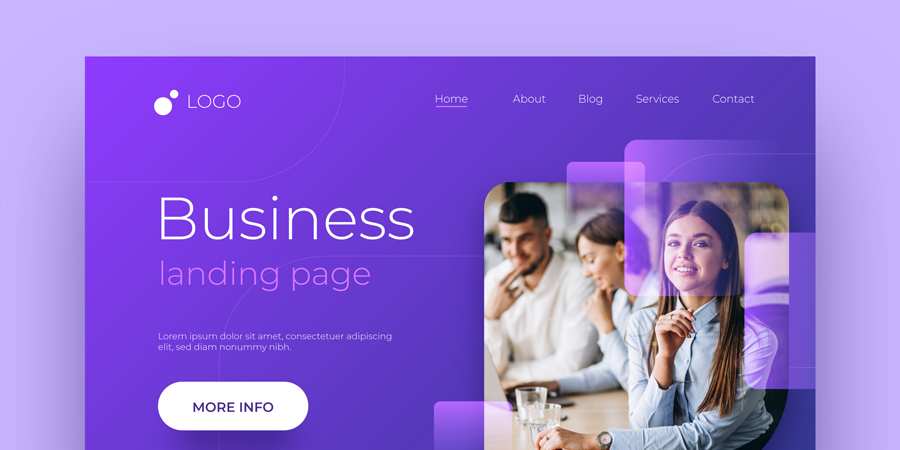 LOGO
Home About Blog Services Contact
Business
landing page
Lorem ipsum dolor sit amet, consectetuer adipiscing
elit, sed diam nonummy nibh.
MORE INFO